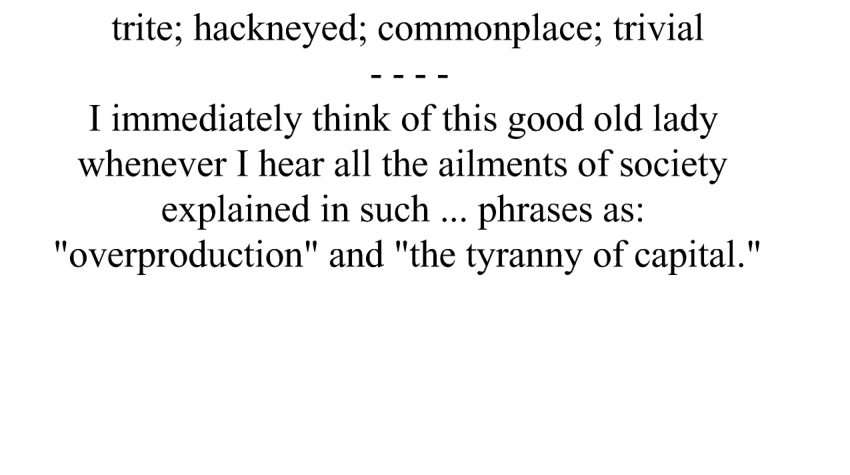 trite; hackneyed; commonplace; trivial
- - - -
I immediately think of this good old lady
whenever I hear all the ailments of society
explained in such ... phrases as:
"overproduction" and "the tyranny of capital."